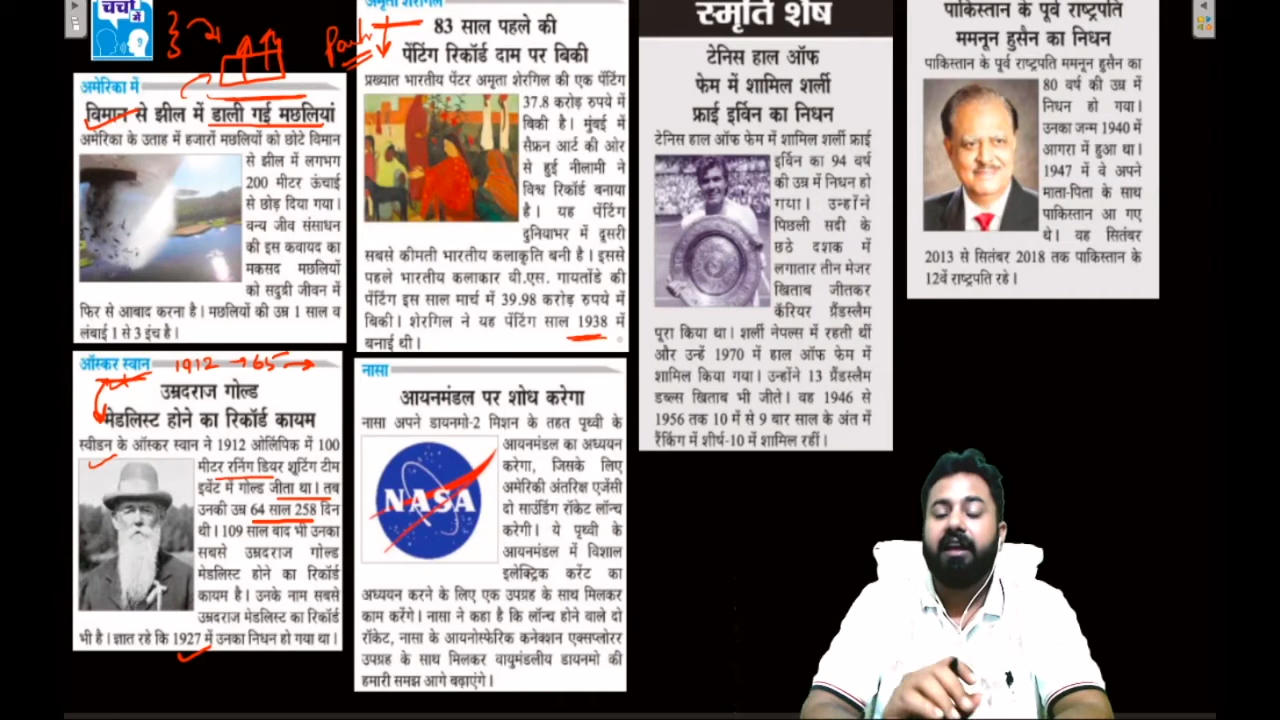 चर्चा
में
अमेरिका में
विमान से झील में डाली गई मछलियां
अमेरिका के उताह में हजारों मछलियों को छोटे विमान
से झील में लगभग
200 मीटर ऊंचाई
से छोड़ दिया गया।
वन्य जीव संसाधन
की इस कवायद का
मकसद मछलियों
को सदुद्री जीवन में
फिर से आबाद करना है। मछलियों की उम्र 1 साल व
लंबाई 1 से 3 इंच है।
ऑस्कर स्वान
1912 → 65 →
उम्रदराज गोल्ड
मेडलिस्ट होने का रिकॉर्ड कायम
स्वीडन के ऑस्कर स्वान ने 1912 ओलिंपिक में 100
मीटर रनिंग डियर शूटिंग टीम
इवेंट में गोल्ड जीता था। तब
उनकी उम्र 64 साल 258 दिन
थी। 109 साल बाद भी उनका
सबसे उम्रदराज गोल्ड
मेडलिस्ट होने का रिकॉर्ड
कायम है। उनके नाम सबसे
उम्रदराज मेडलिस्ट का रिकॉर्ड
भी है। ज्ञात रहे कि 1927 में उनका निधन हो गया था।
अमृता शेरगिल
83 साल पहले की
पेंटिंग रिकॉर्ड दाम पर बिकी
प्रख्यात भारतीय पेंटर अमृता शेरगिल की एक पेंटिंग
37.8 करोड़ रुपये में
बिकी है। मुंबई में
सैफ्रन आर्ट की ओर
से हुई नीलामी ने
विश्व रिकॉर्ड बनाया
है। यह पेंटिंग
दुनियाभर में दूसरी
सबसे कीमती भारतीय कलाकृति बनी है। इससे
पहले भारतीय कलाकार वी.एस. गायतोंडे की
पेंटिंग इस साल मार्च में 39.98 करोड़ रुपये में
बिकी। शेरगिल ने यह पेंटिंग साल 1938 में
बनाई थी।
नासा
आयनमंडल पर शोध करेगा
नासा अपने डायनमो-2 मिशन के तहत पृथ्वी के
आयनमंडल का अध्ययन
करेगा, जिसके लिए
अमेरिकी अंतरिक्ष एजेंसी
दो साउंडिंग रॉकेट लॉन्च
करेगी। ये पृथ्वी के
आयनमंडल में विशाल
इलेक्ट्रिक करेंट का
अध्ययन करने के लिए एक उपग्रह के साथ मिलकर
काम करेंगे। नासा ने कहा है कि लॉन्च होने वाले दो
रॉकेट, नासा के आयनोस्फेरिक कनेक्शन एक्सप्लोरर
उपग्रह के साथ मिलकर वायुमंडलीय डायनमो की
हमारी समझ आगे बढ़ाएंगे।
NASA
स्मृति शेष
टेनिस हाल ऑफ
फेम में शामिल शर्ली
फ्राई इर्विन का निधन
टेनिस हाल ऑफ फेम में शामिल शर्ली फ्राई
इर्विन का 94 वर्ष
की उम्र में निधन हो
गया। उन्होंने
पिछली सदी के
छठे दशक में
लगातार तीन मेजर
खिताब जीतकर
कॅरियर ग्रैंडस्लैम
पूरा किया था। शर्ली नेपल्स में रहती थीं
और उन्हें 1970 में हाल ऑफ फेम में
शामिल किया गया। उन्होंने 13 ग्रैंडस्लैम
डब्ल्स खिताब भी जीते। वह 1946 से
1956 तक 10 में से 9 बार साल के अंत में
रैंकिंग में शीर्ष-10 में शामिल रहीं।
पाकिस्तान के पूर्व राष्ट्रपति
ममनून हुसैन का निधन
पाकिस्तान के पूर्व राष्ट्रपति ममनून हुसैन का
80 वर्ष की उम्र में
निधन हो गया।
उनका जन्म 1940 में
आगरा में हुआ था।
1947 में वे अपने
माता-पिता के साथ
पाकिस्तान आ गए
थे। वह सितंबर
2013 से सितंबर 2018 तक पाकिस्तान के
12वें राष्ट्रपति रहे।